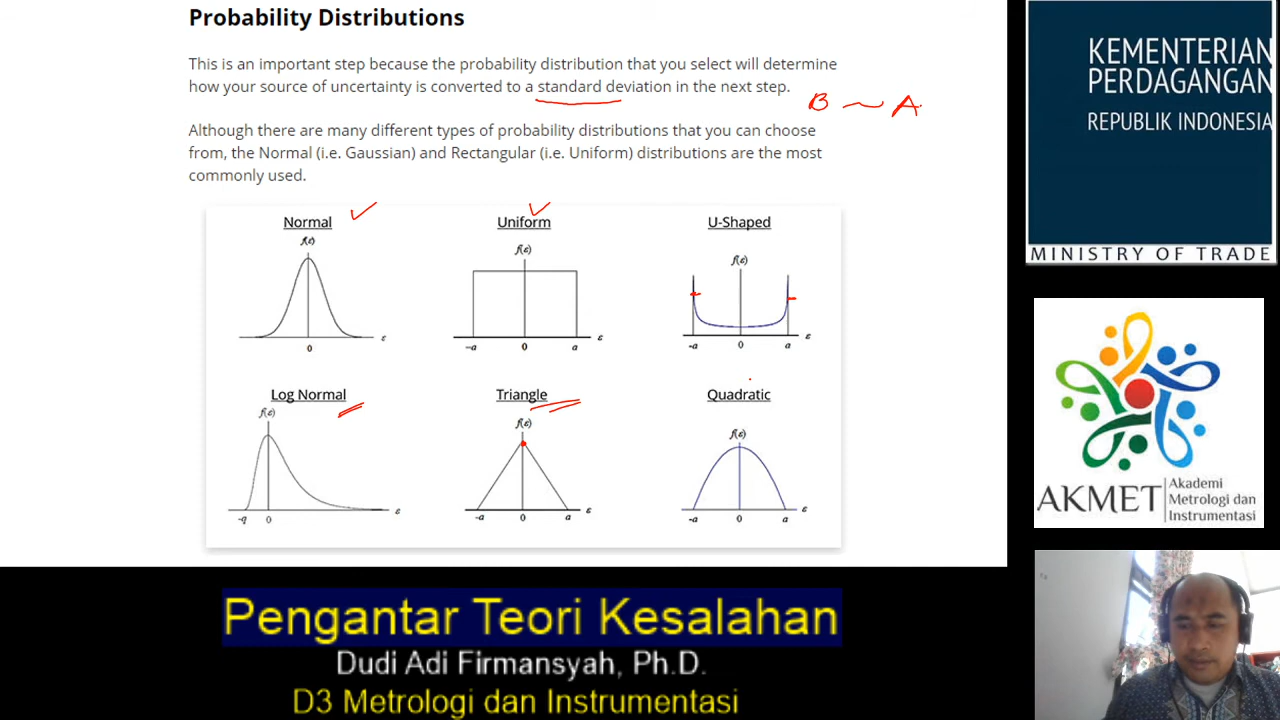 Probability Distributions
This is an important step because the probability distribution that you select will determine
how your source of uncertainty is converted to a standard deviation in the next step.
B ~ A
Although there are many different types of probability distributions that you can choose
from, the Normal (i.e. Gaussian) and Rectangular (i.e. Uniform) distributions are the most
commonly used.
Normal
f(ε)
0
ε
Uniform
f(ε)
-a 0 a
ε
U-Shaped
f(ε)
-a 0 a
ε
Log Normal
f(ε)
-q 0
ε
Triangle
f(ε)
-a 0 a
ε
Quadratic
f(ε)
-a 0 a
ε
KEMENTERIAN
PERDAGANGAN
REPUBLIK INDONESIA
MINISTRY OF TRADE
AKMET
Akademi
Metrologi dan
Instrumentasi
Pengantar Teori Kesalahan
Dudi Adi Firmansyah, Ph.D.
D3 Metrologi dan Instrumentasi